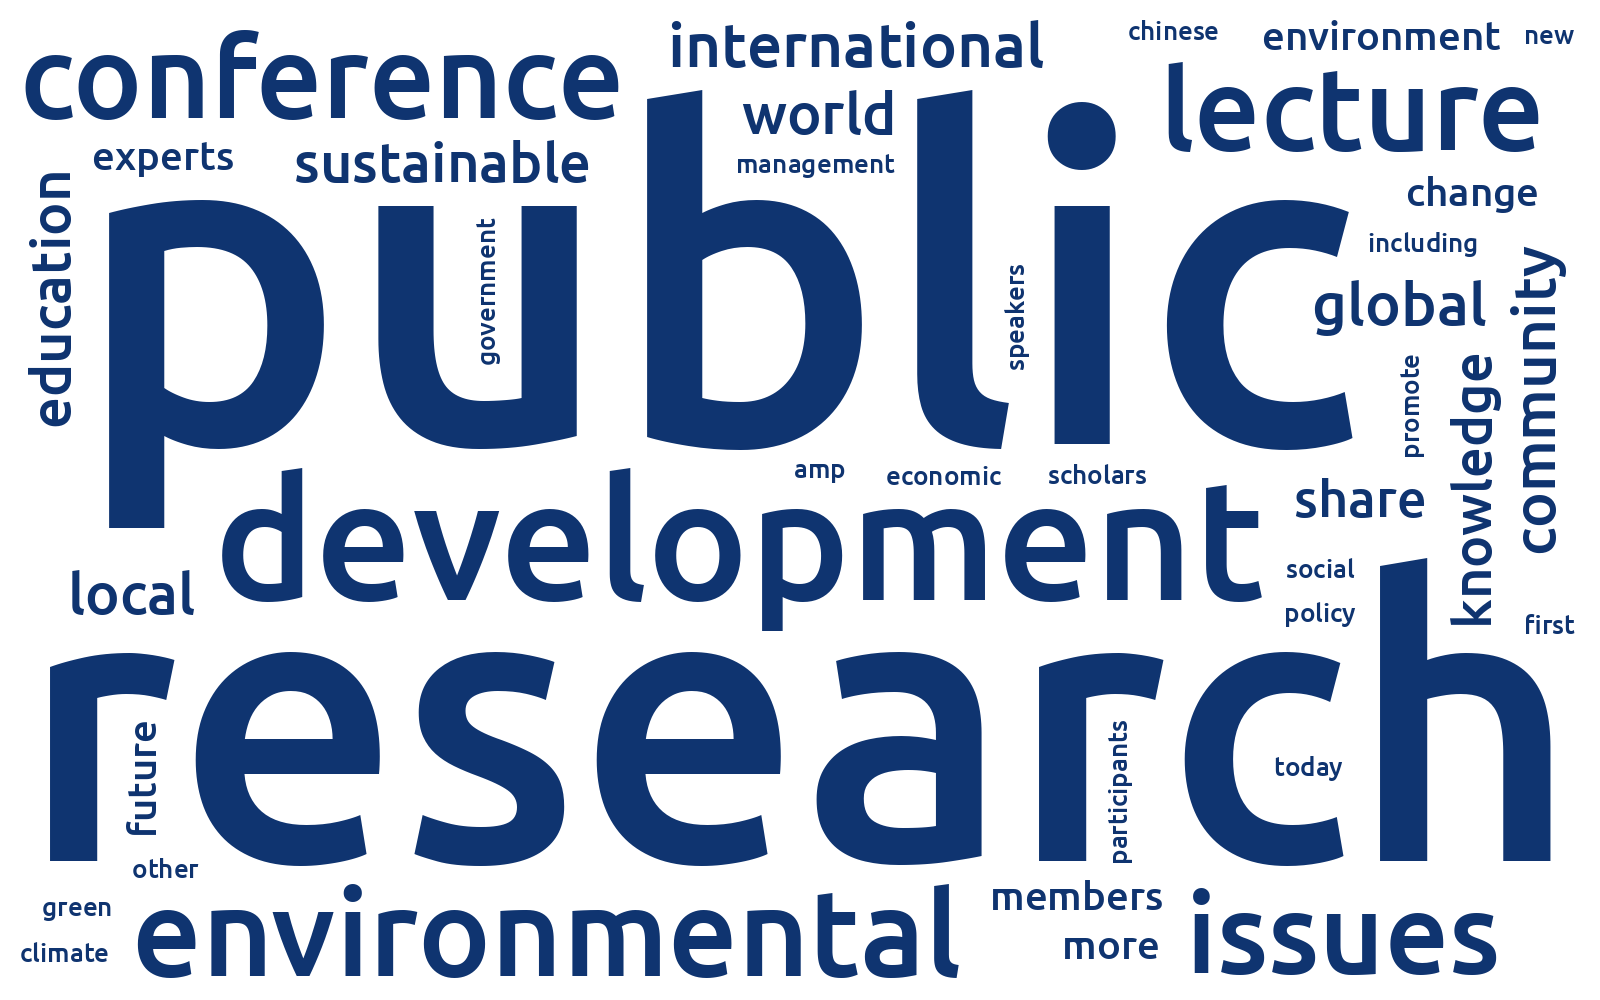 conference
international
chinese
environment
new
world
lecture
experts
sustainable
management
education
public
change
government
including
speakers
global
community
promote
knowledge
amp
economic
scholars
share
development
local
social
policy
first
research
future
participants
today
other
green
climate
environmental
members
more
issues